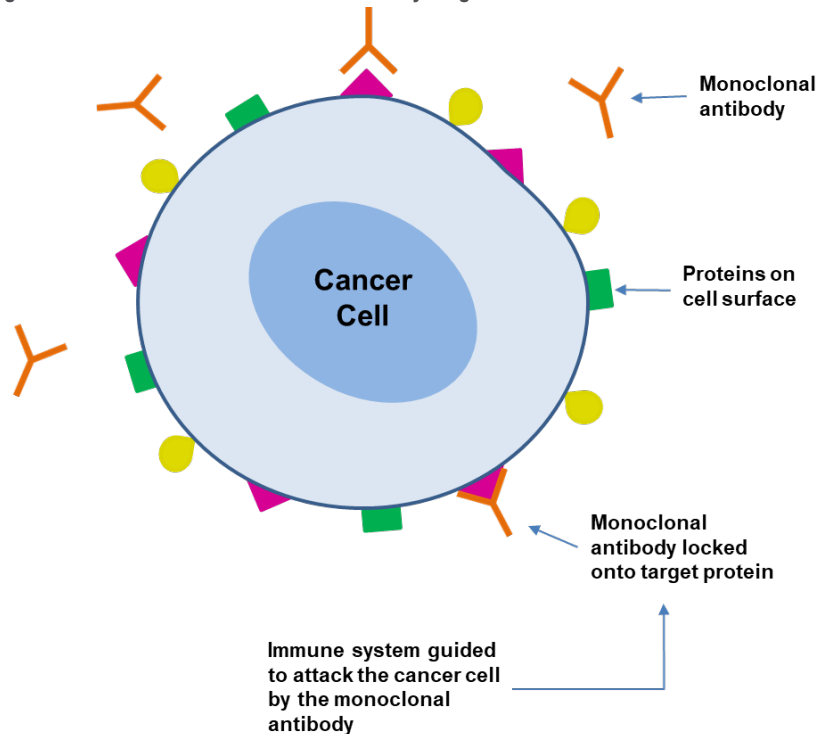 Monoclonal
antibody
Cancer
Cell
Proteins on
cell surface
Monoclonal
antibody locked
onto target protein
Immune system guided
to attack the cancer cell
by the monoclonal
antibody